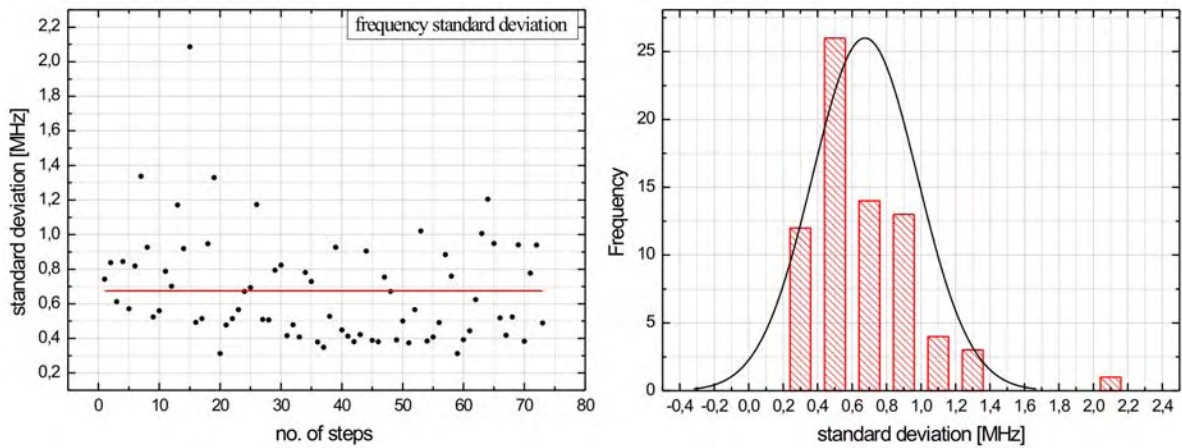 frequency standard deviation
2,2
2,0
1,8
1,6
1,4
1,2
1,0
0,8
0,6
0,4
0,2
standard deviation [MHz]
0 10 20 30 40 50 60 70 80
no. of steps
25
20
15
10
5
0
Frequency
-0,4 -0,2 0,0 0,2 0,4 0,6 0,8 1,0 1,2 1,4 1,6 1,8 2,0 2,2 2,4
standard deviation [MHz]